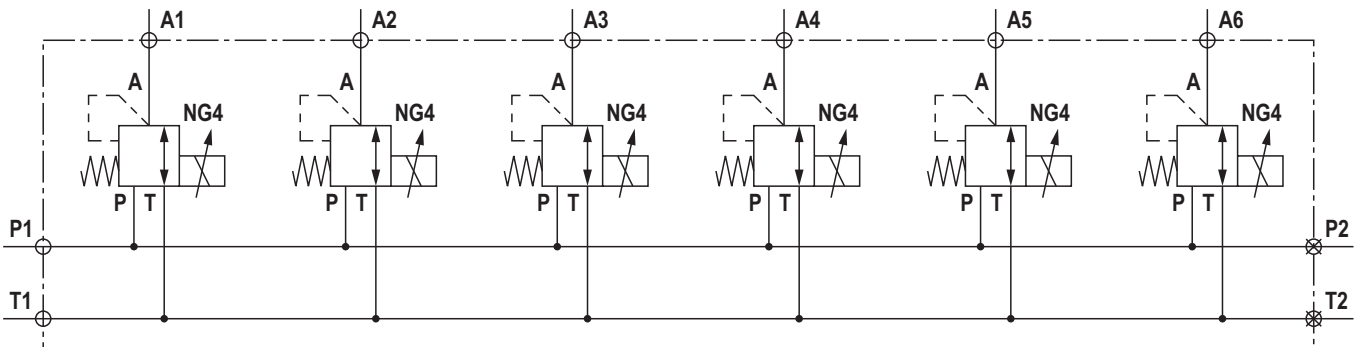 A1 A2 A3 A4 A5 A6
A A A A A A
NG4 NG4 NG4 NG4 NG4 NG4
P T P T P T P T P T P T
P1 P2
T1 T2